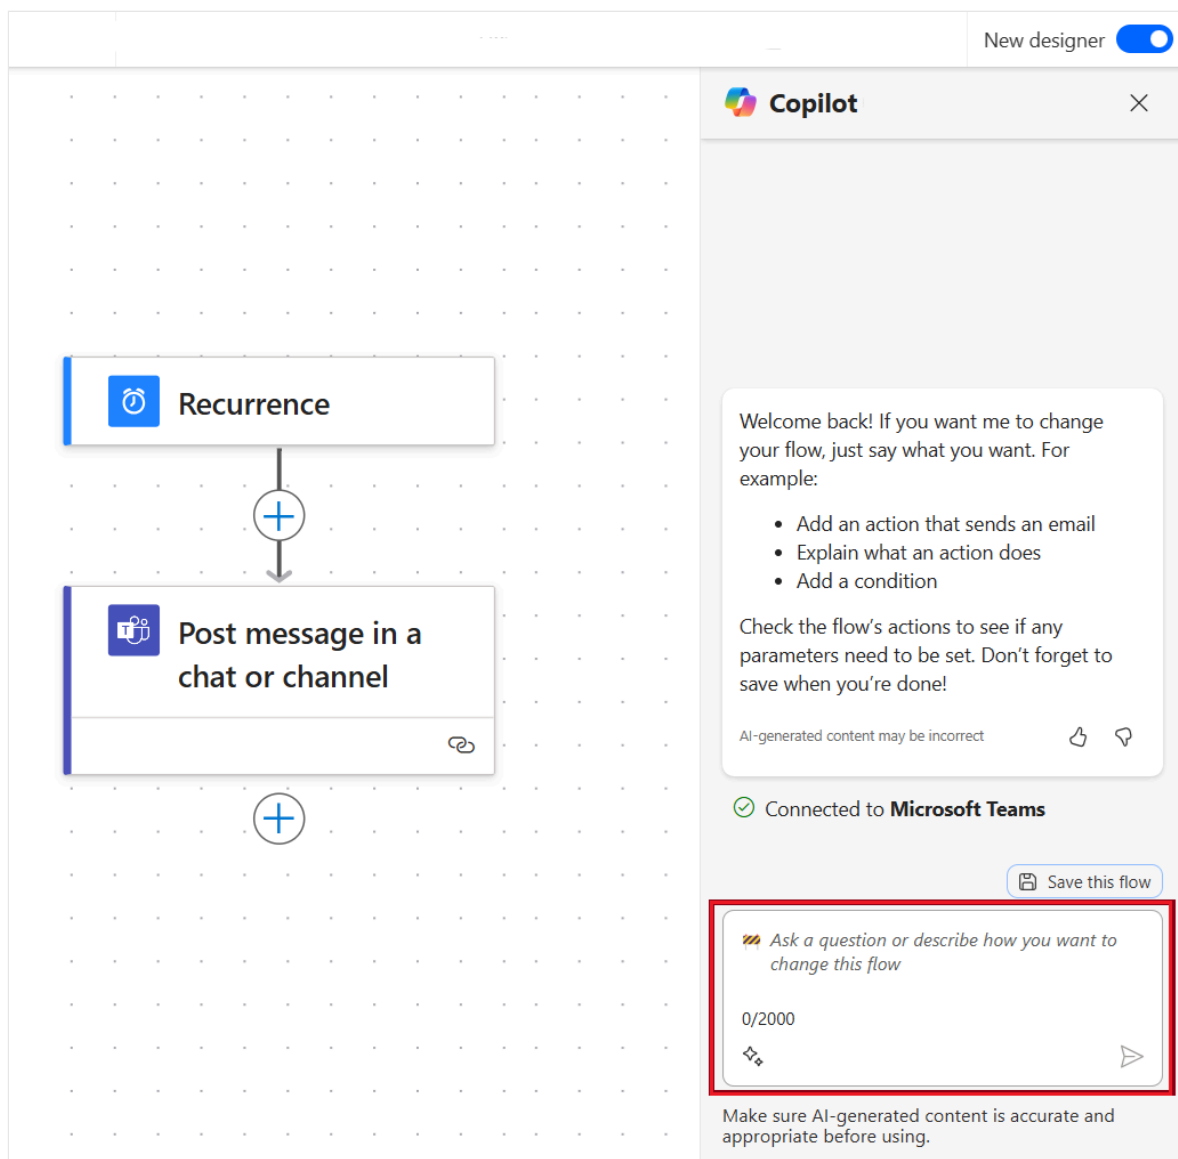 New designer
Copilot
Recurrence
Post message in a
chat or channel
Welcome back! If you want me to change
your flow, just say what you want. For
example:
• Add an action that sends an email
• Explain what an action does
• Add a condition
Check the flow’s actions to see if any
parameters need to be set. Don’t forget to
save when you’re done!
AI-generated content may be incorrect
Connected to Microsoft Teams
Save this flow
Ask a question or describe how you want to
change this flow
0/2000
Make sure AI-generated content is accurate and
appropriate before using.